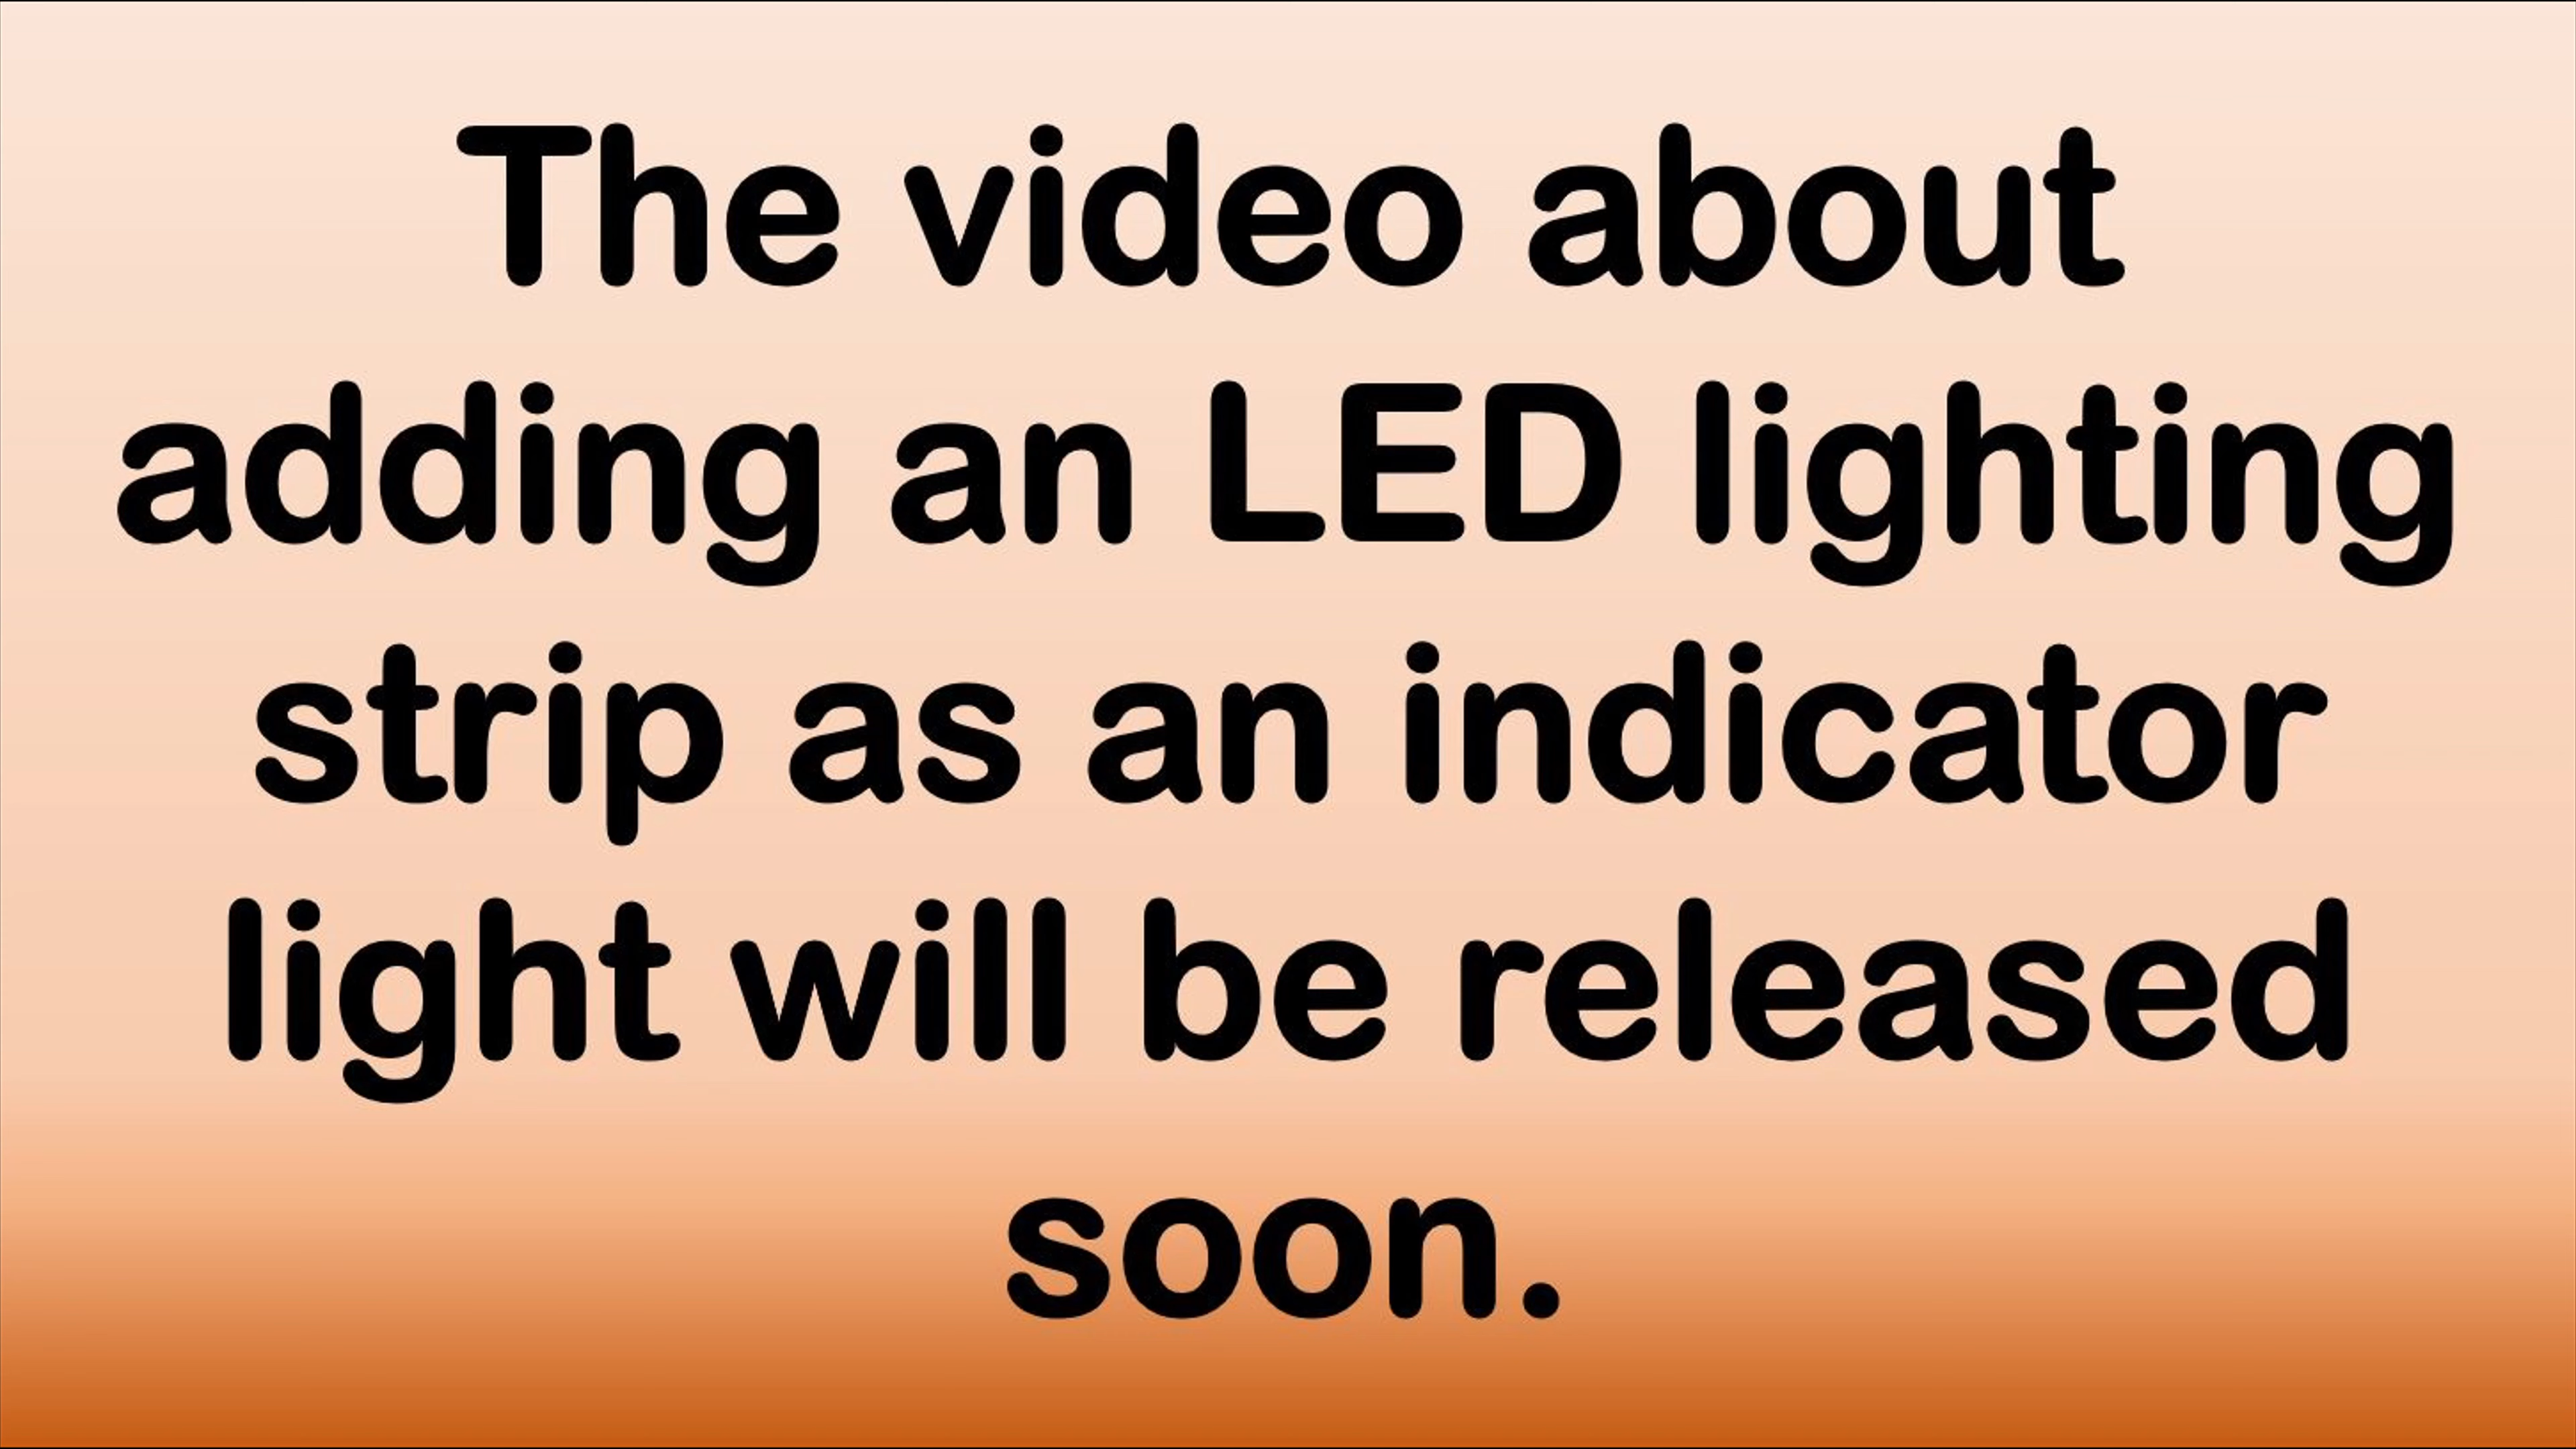 The video about
adding an LED lighting
strip as an indicator
light will be released
soon.